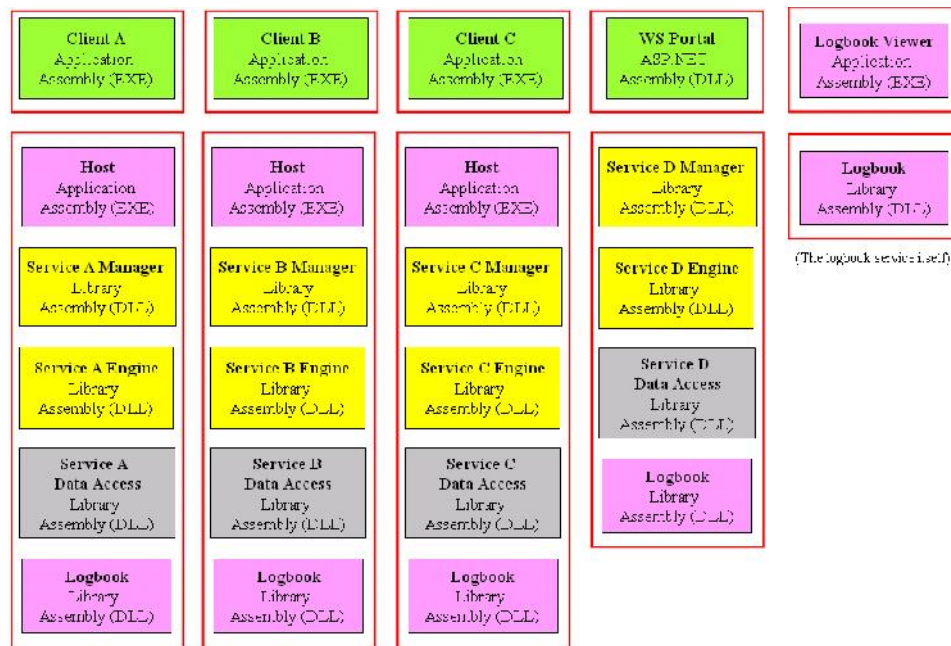 Client A
Application
Assembly (EXE)
Client B
Application
Assembly (EXE)
Client C
Application
Assembly (EXE)
WS Portal
ASP.NET
Assembly (DLL)
Logbook Viewer
Application
Assembly (EXE)
Host
Application
Assembly (EXE)
Service A Manager
Library
Assembly (DLL)
Service A Engine
Library
Assembly (DLL)
Service A
Data Access
Library
Assembly (DLL)
Logbook
Library
Assembly (DLL)
Host
Application
Assembly (EXE)
Service B Manager
Library
Assembly (DLL)
Service B Engine
Library
Assembly (DLL)
Service B
Data Access
Library
Assembly (DLL)
Logbook
Library
Assembly (DLL)
Host
Application
Assembly (EXE)
Service C Manager
Library
Assembly (DLL)
Service C Engine
Library
Assembly (DLL)
Service C
Data Access
Library
Assembly (DLL)
Logbook
Library
Assembly (DLL)
Service D Manager
Library
Assembly (DLL)
Service D Engine
Library
Assembly (DLL)
Service D
Data Access
Library
Assembly (DLL)
Logbook
Library
Assembly (DLL)
Logbook
Library
Assembly (DLL)
(The logbook service itself)